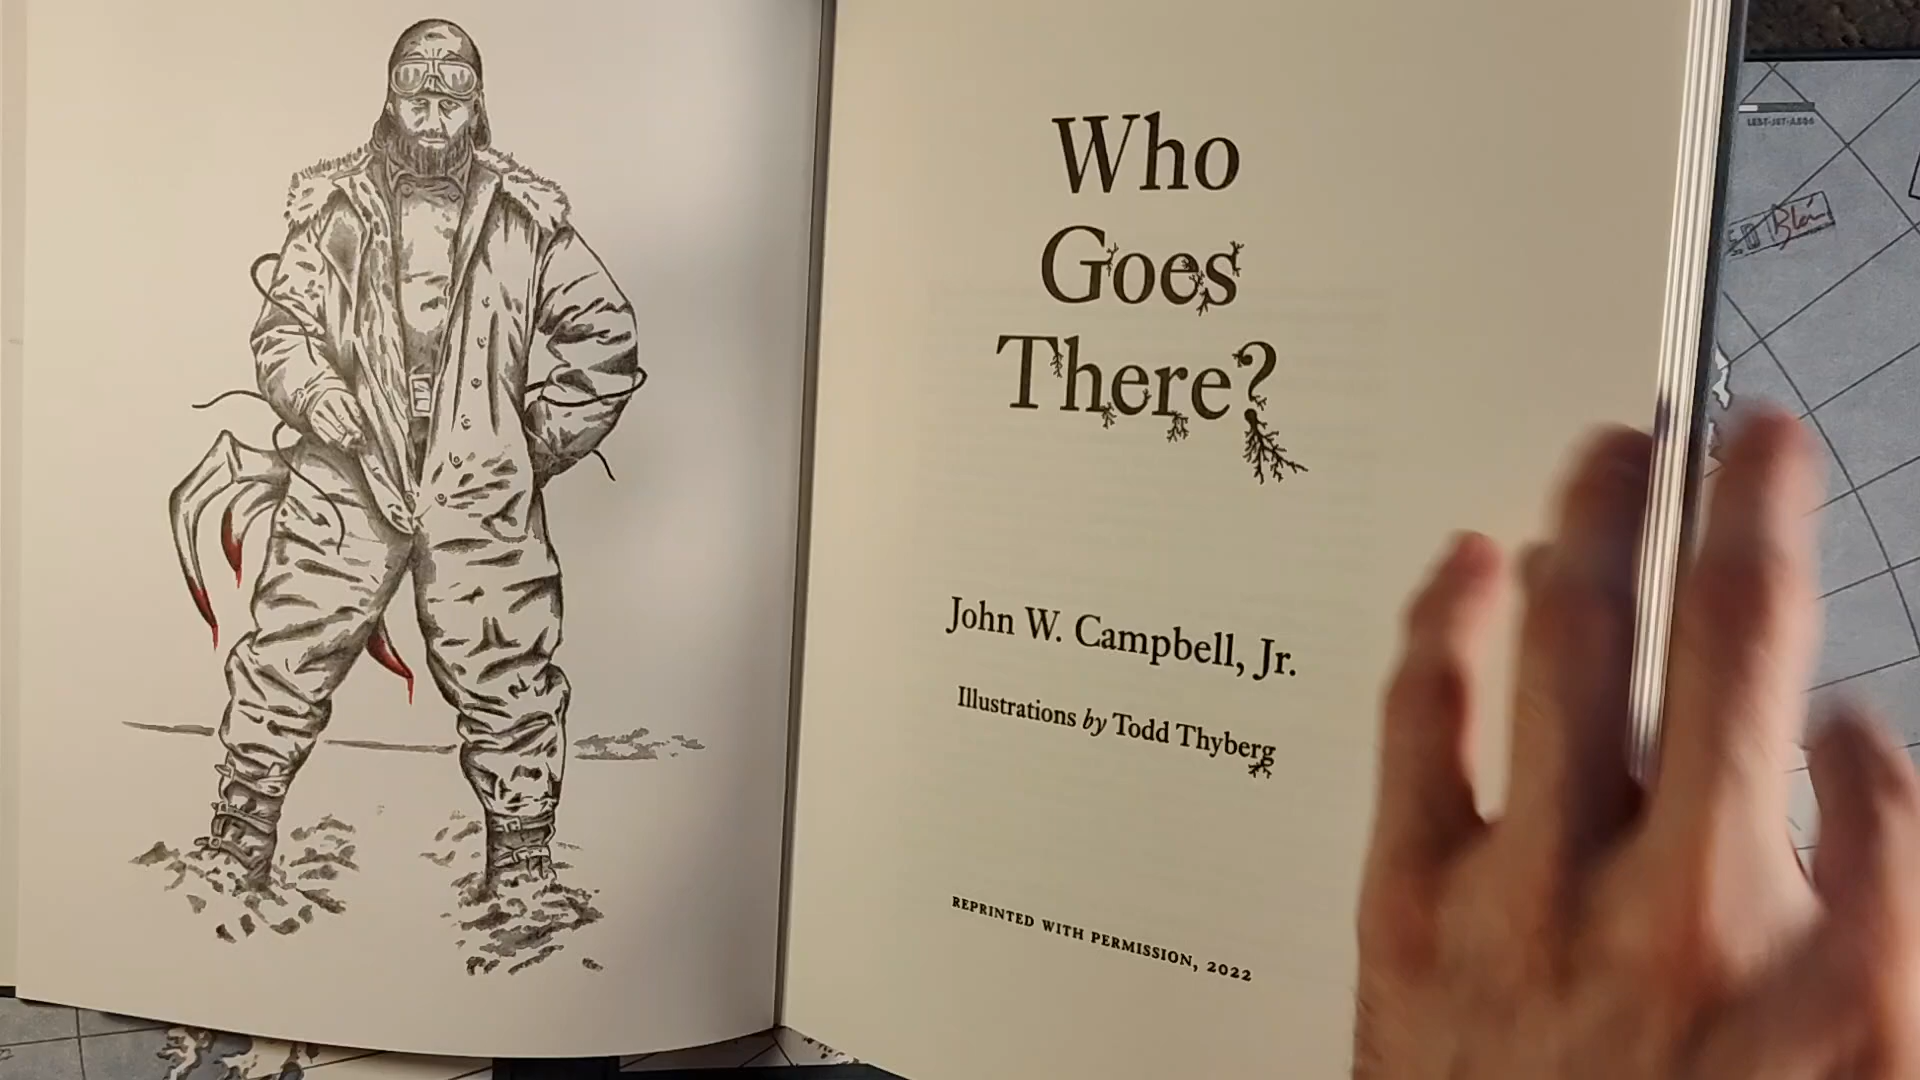 Who
Goes
There?
John W. Campbell, Jr.
Illustrations by Todd Thyberg
REPRINTED WITH PERMISSION, 2022